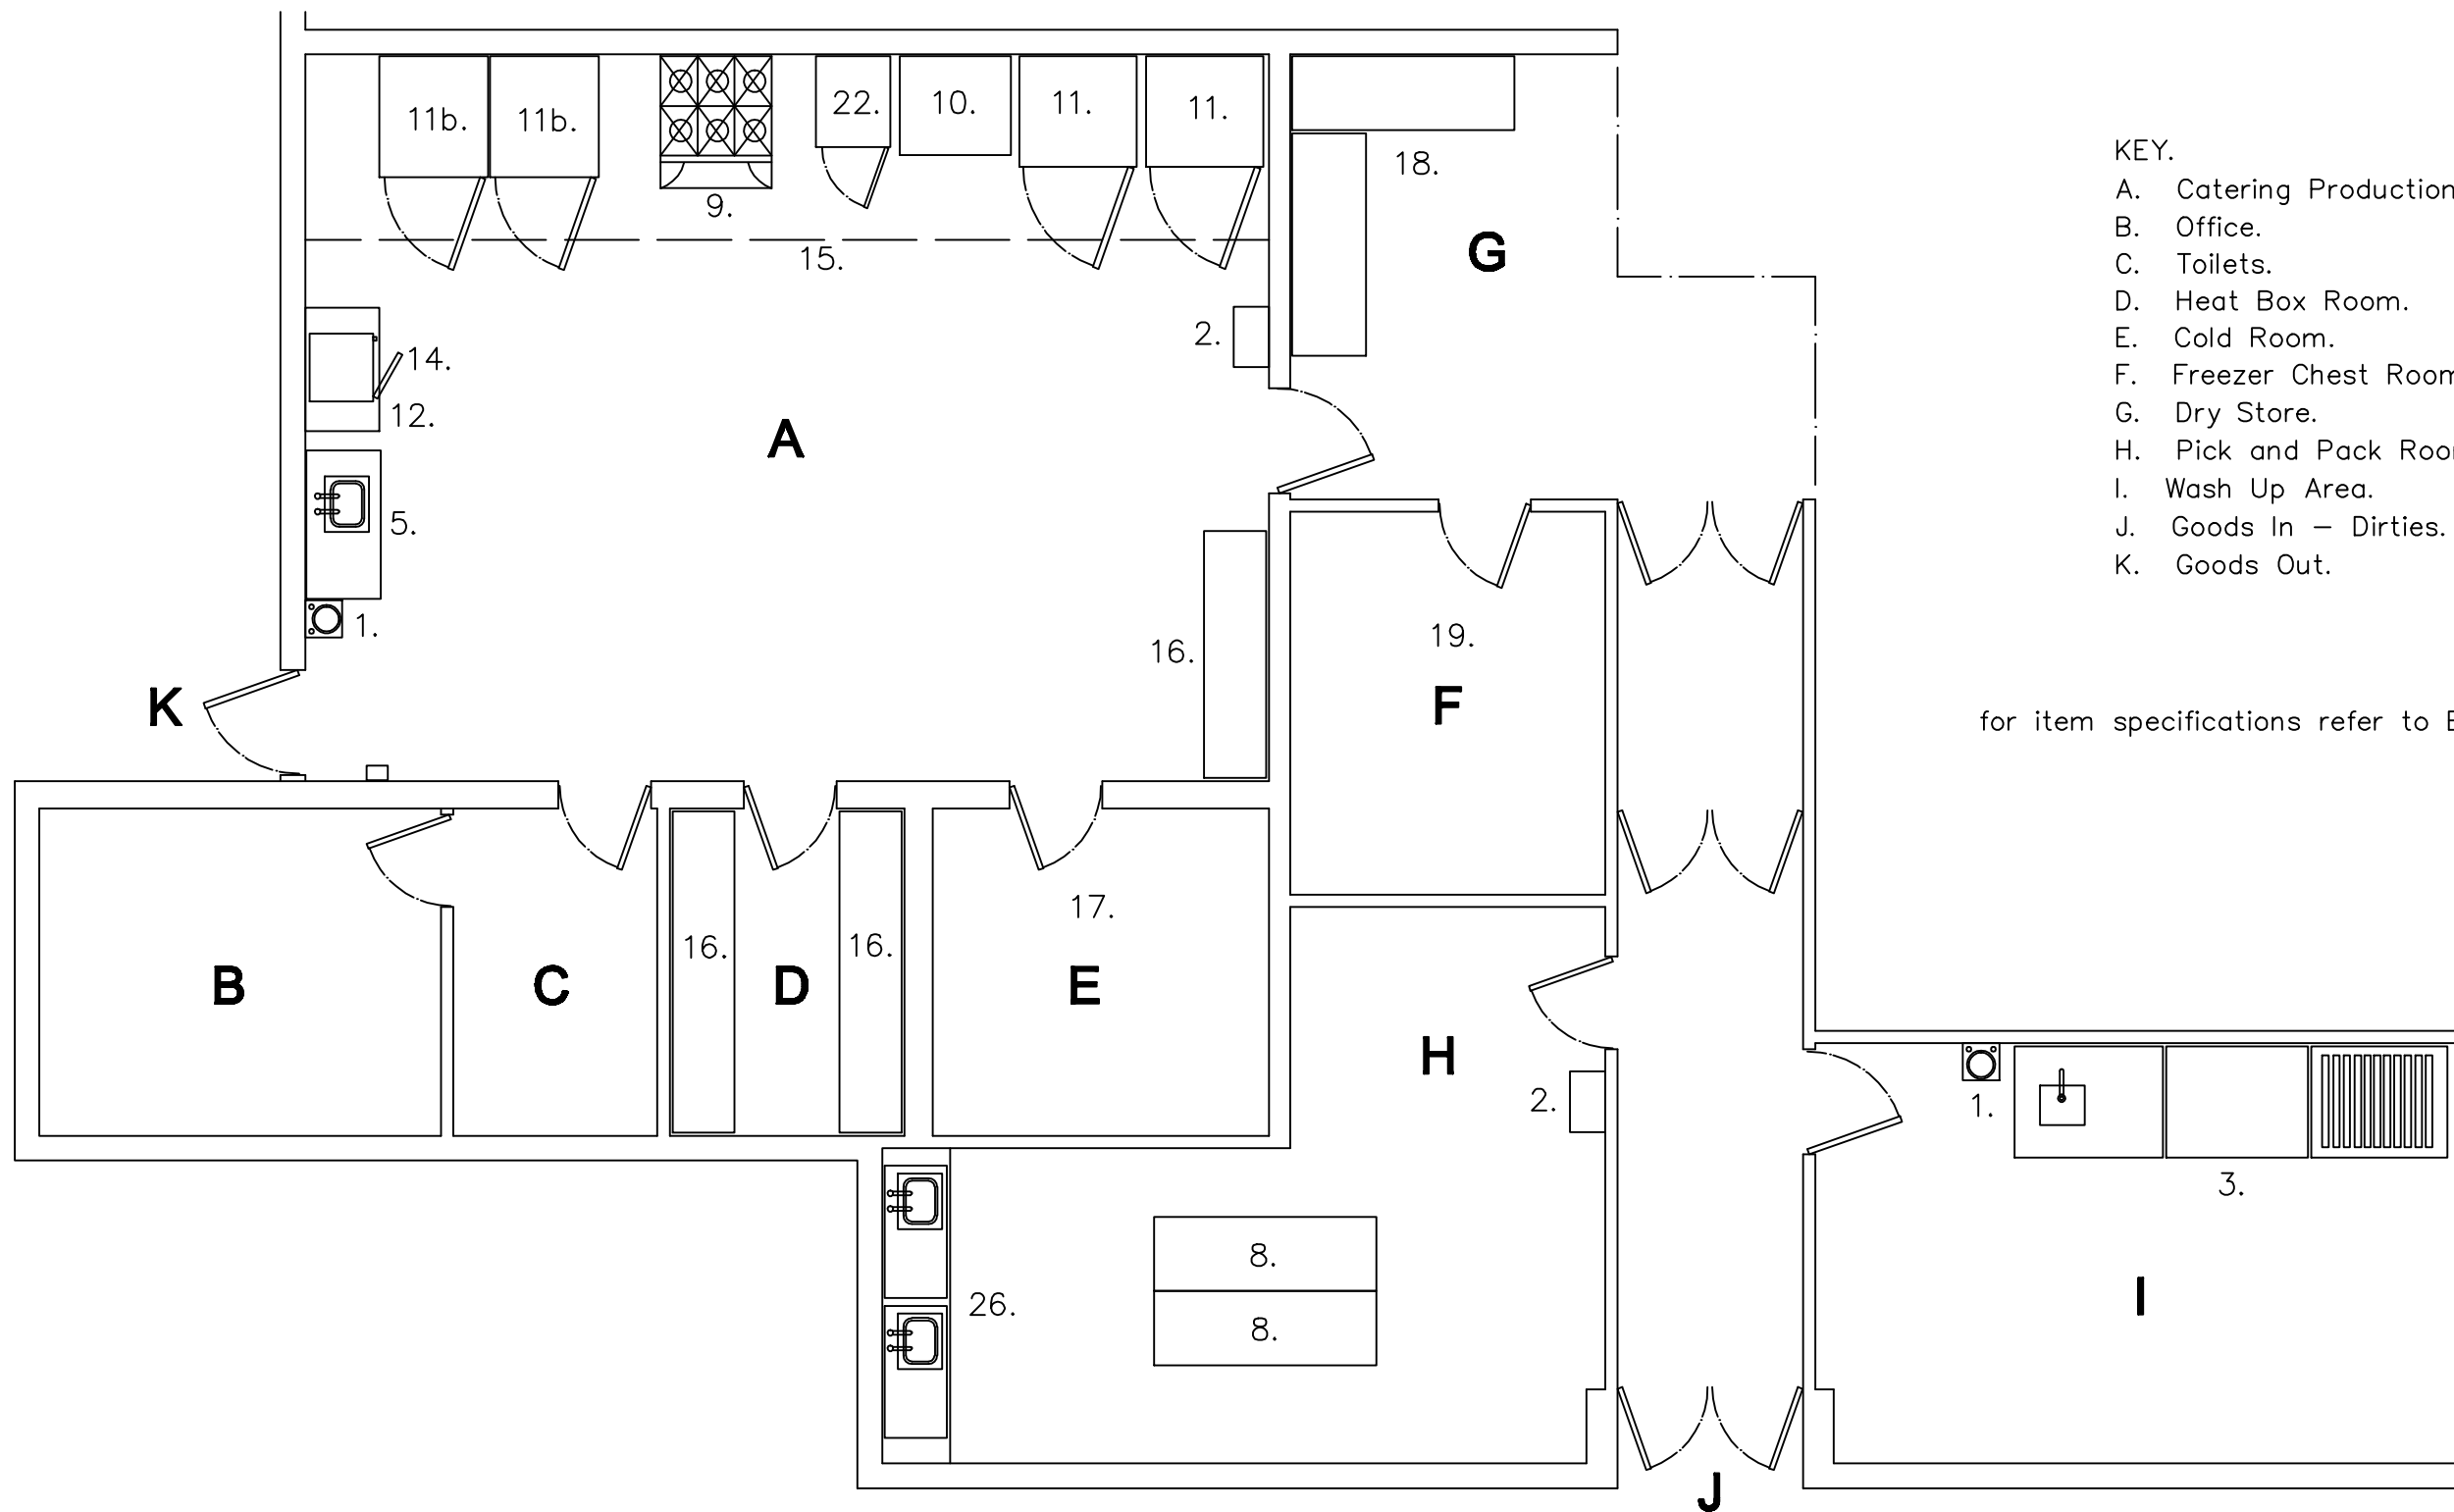 11b.
11b.
22.
10.
11.
11.
9.
18.
15.
G
2.
14.
12.
A
5.
1.
16.
19.
F
K
17.
16.
16.
B
C
D
E
H
2.
1.
3.
8.
8.
26.
I
J
KEY.
A. Catering Production
B. Office.
C. Toilets.
D. Heat Box Room.
E. Cold Room.
F. Freezer Chest
G. Dry Store.
H. Pick and Pack
I. Wash Up Area.
J. Goods In – Dirties.
K. Goods Out.
for item specifications refer to